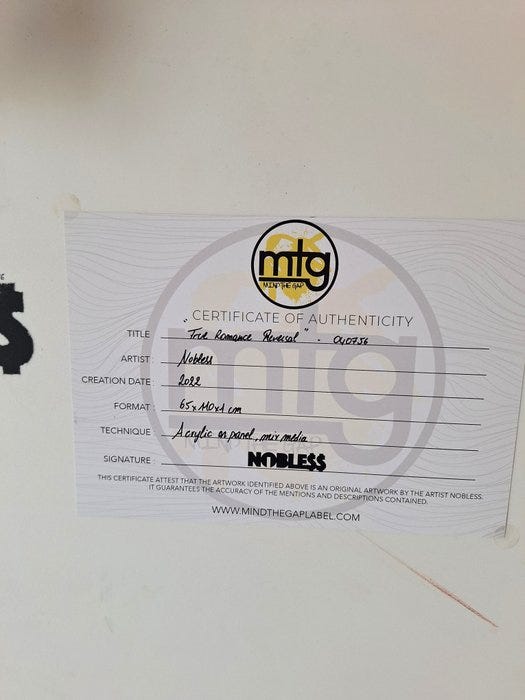 mtg
MIND THE GAP
CERTIFICATE OF AUTHENTICITY
TITLE : "True Romance Reversal" - 040756
ARTIST : Nobless
CREATION DATE : 2022
FORMAT : 65x110x4 cm
TECHNIQUE : Acrylic on panel, mix media
SIGNATURE : NOBLE$$
THIS CERTIFICATE ATTEST THAT THE ARTWORK IDENTIFIED ABOVE IS AN ORIGINAL ARTWORK BY THE ARTIST NOBLESS.
IT GUARANTEES THE ACCURACY OF THE MENTIONS AND DESCRIPTIONS CONTAINED.
WWW.MINDTHEGAPLABEL.COM